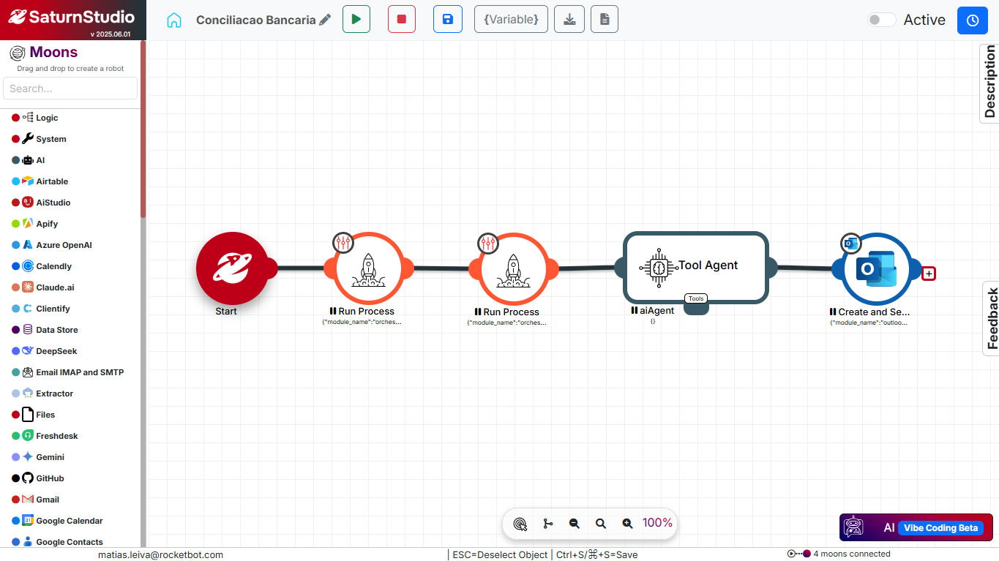 SaturnStudio
v 2025.06.01
Conciliacao Bancaria
{Variable}
Active
Moons
Drag and drop to create a robot
Search...
Logic
System
AI
Airtable
AiStudio
Apify
Azure OpenAI
Calendly
Claude.ai
Clientify
Data Store
DeepSeek
Email IMAP and SMTP
Extractor
Files
Freshdesk
Gemini
GitHub
Gmail
Google Calendar
Google Contacts
Start
Run Process
{"module_name":"orches...
Run Process
{"module_name":"orches...
Tool Agent
Tools
aiAgent
{}
Create and Se...
{"module_name":"outloo...
Description
Feedback
100%
AI Vibe Coding Beta
matias.leiva@rocketbot.com
| ESC=Deselect Object | Ctrl+S/⌘+S=Save
4 moons connected